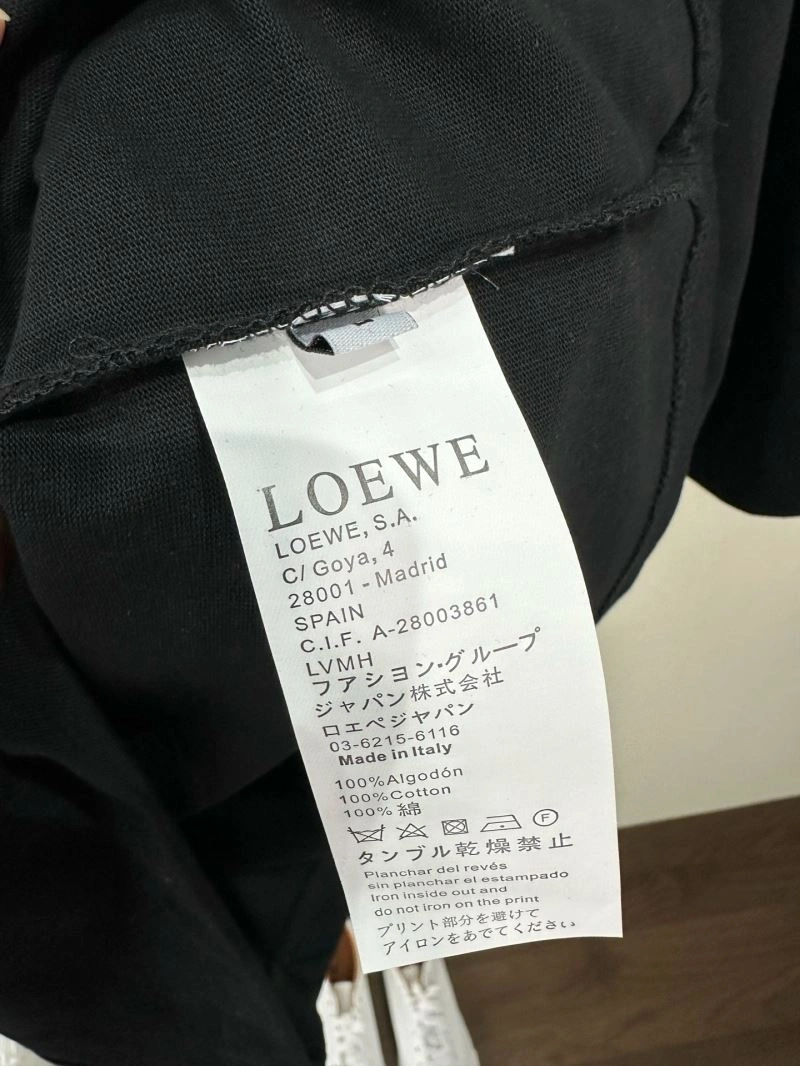 LOEWE
LOEWE, S.A.
C/ Goya, 4
28001 - Madrid
SPAIN
C.I.F. A-28003861
LVMH
ファション·グループ
ジャパン株式会社
ロエペジャパン
03-6215-6116
Made in Italy
100%Algodón
100%Cotton
100% 綿
F
タンブル乾燥禁止
Planchar del revés
sin planchar el estampado
Iron inside out and
do not iron on the print
プリント部分を避けて
アイロンをあでてください